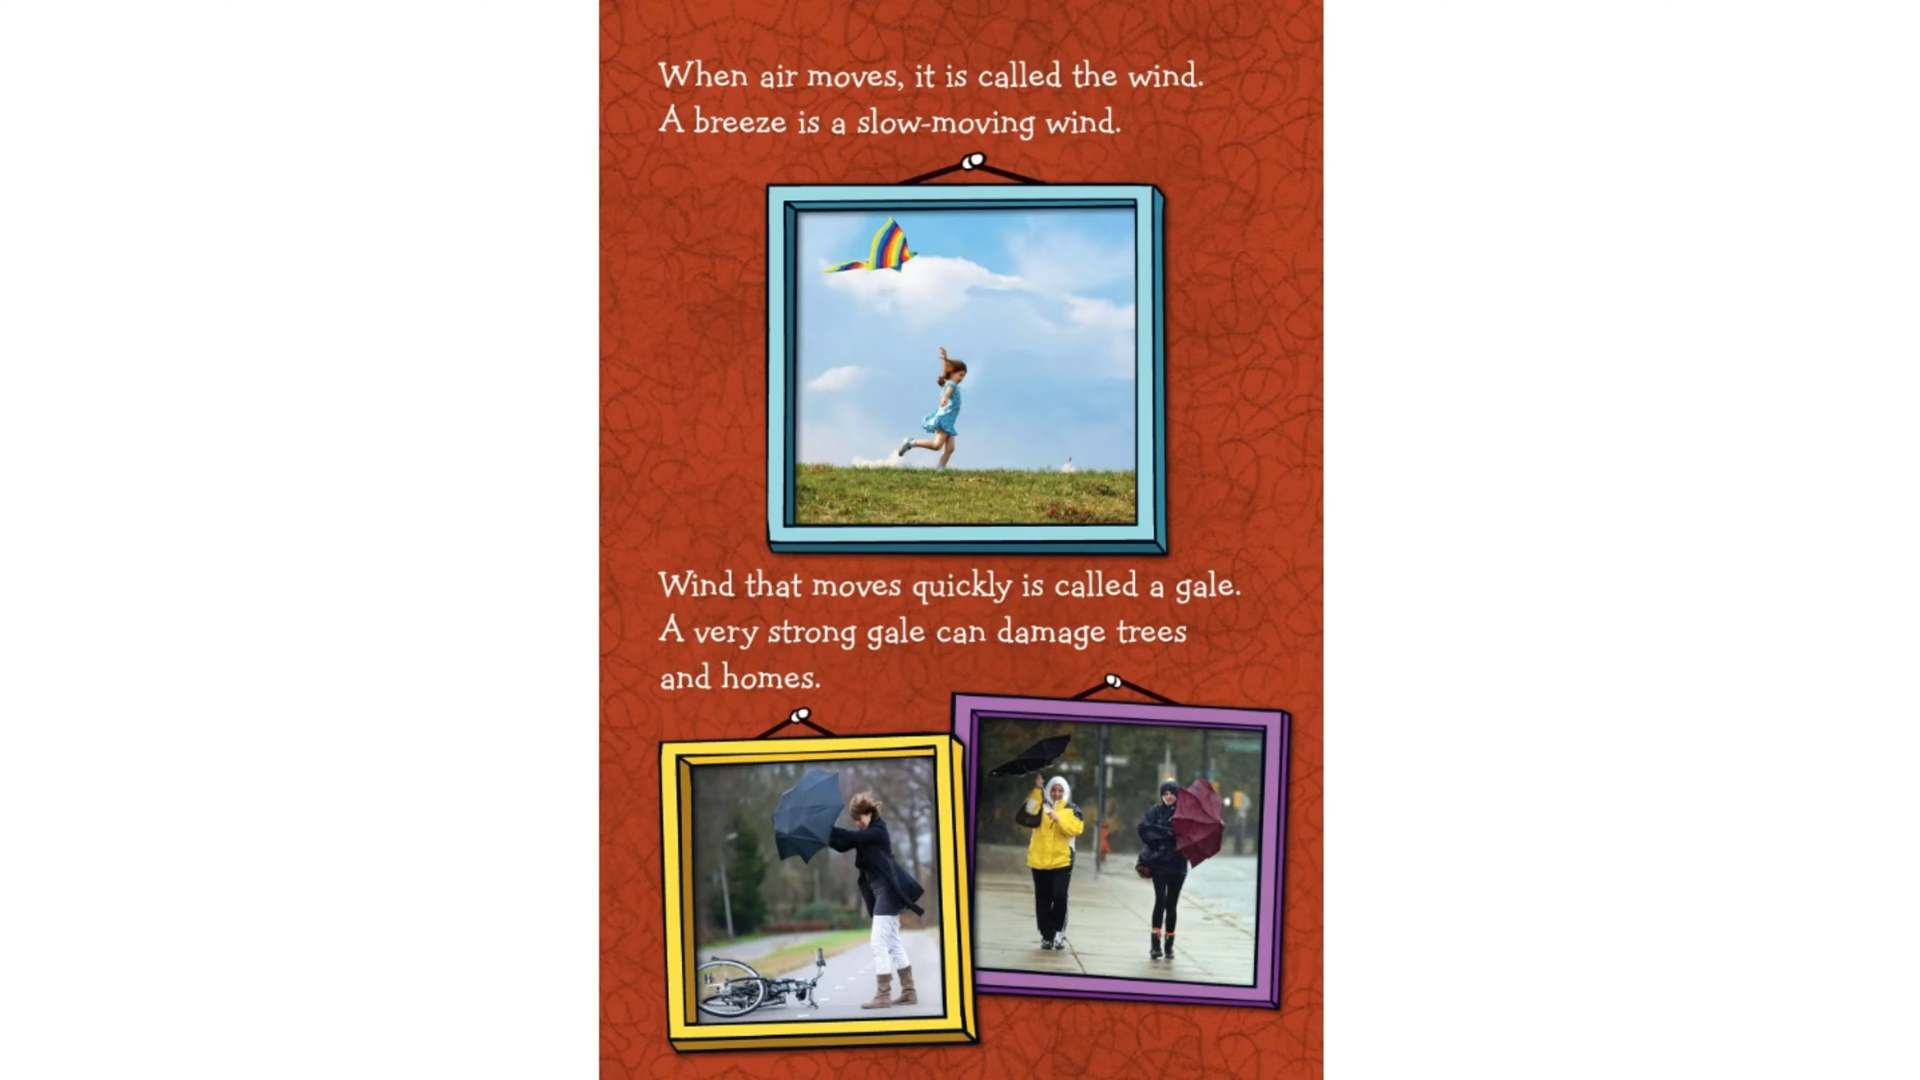 When air moves, it is called the wind.
A breeze is a slow-moving wind.
Wind that moves quickly is called a gale.
A very strong gale can damage trees
and homes.